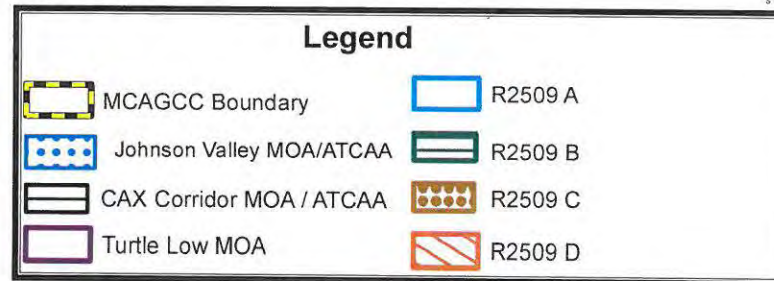 Legend
MCAGCC Boundary
Johnson Valley MOA/ATCAA
CAX Corridor MOA / ATCAA
Turtle Low MOA
R2509 A
R2509 B
R2509 C
R2509 D